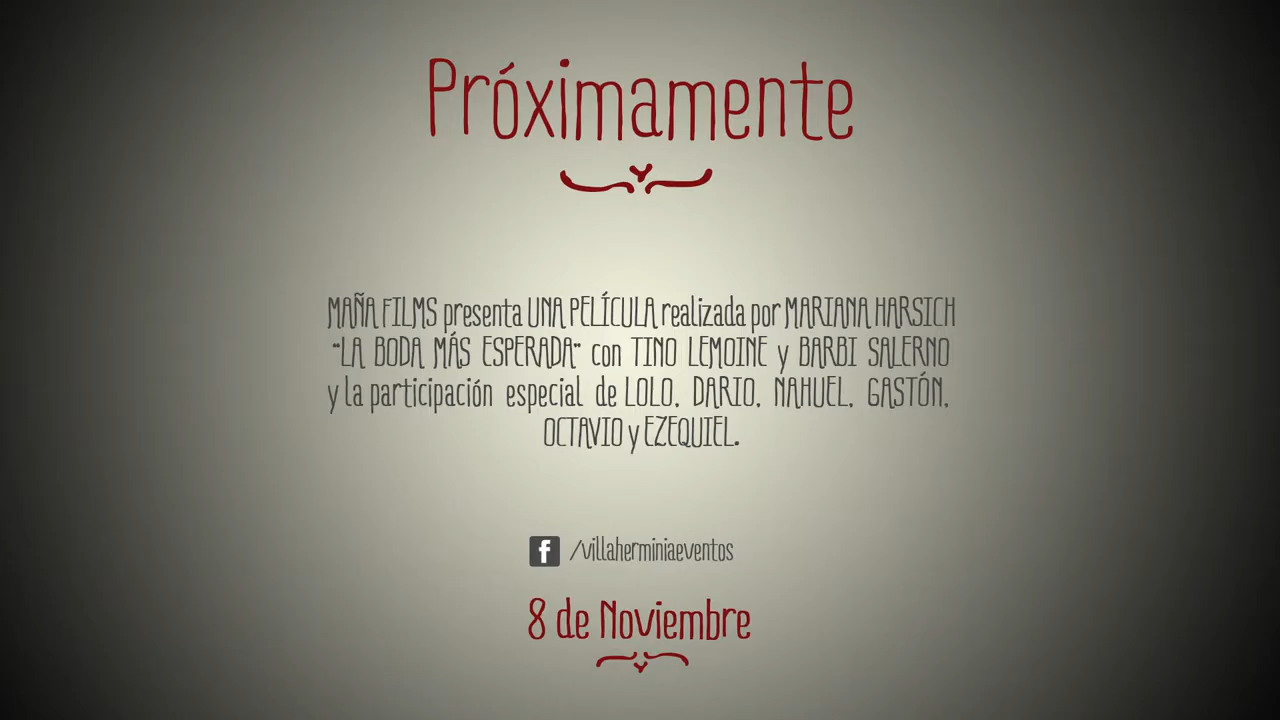 Próximamente
MAÑA FILMS presenta UNA PELÍCULA realizada por MARIANA HARSICH
“LA BODA MÁS ESPERADA” con TINO LEMOINE y BARBI SALERNO
y la participación especial de LOLO, DARIO, NAHUEL, GASTÓN,
OCTAVIO y EZEQUIEL.
f /villaherminiaeventos
8 de Noviembre